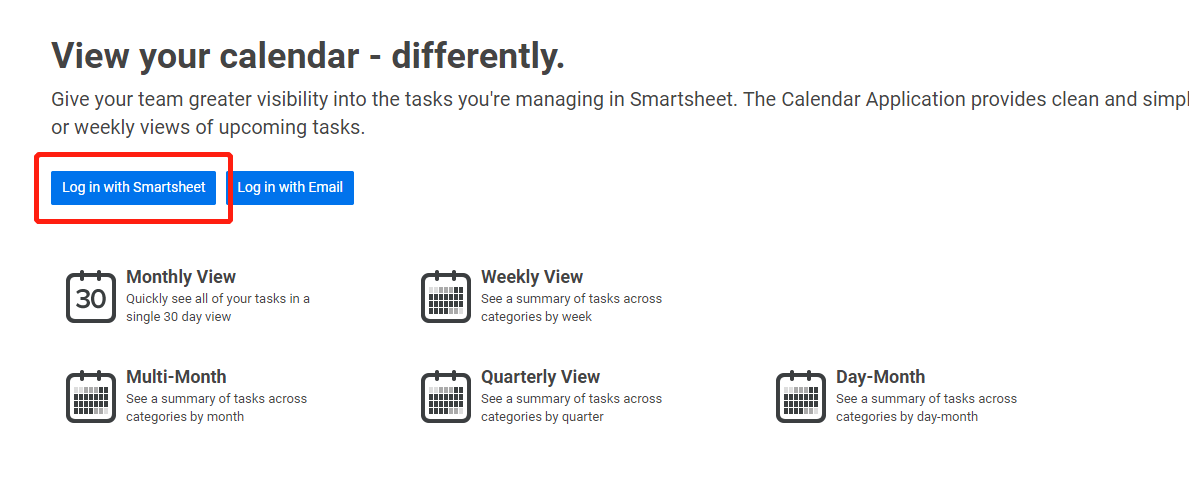 View your calendar - differently.
Give your team greater visibility into the tasks you're managing in Smartsheet. The Calendar Application provides clean and simpl
or weekly views of upcoming tasks.
Log in with Smartsheet
Log in with Email
30
Monthly View
Quickly see all of your tasks in a
single 30 day view
Weekly View
See a summary of tasks across
categories by week
Multi-Month
See a summary of tasks across
categories by month
Quarterly View
See a summary of tasks across
categories by quarter
Day-Month
See a summary of tasks across
categories by day-month